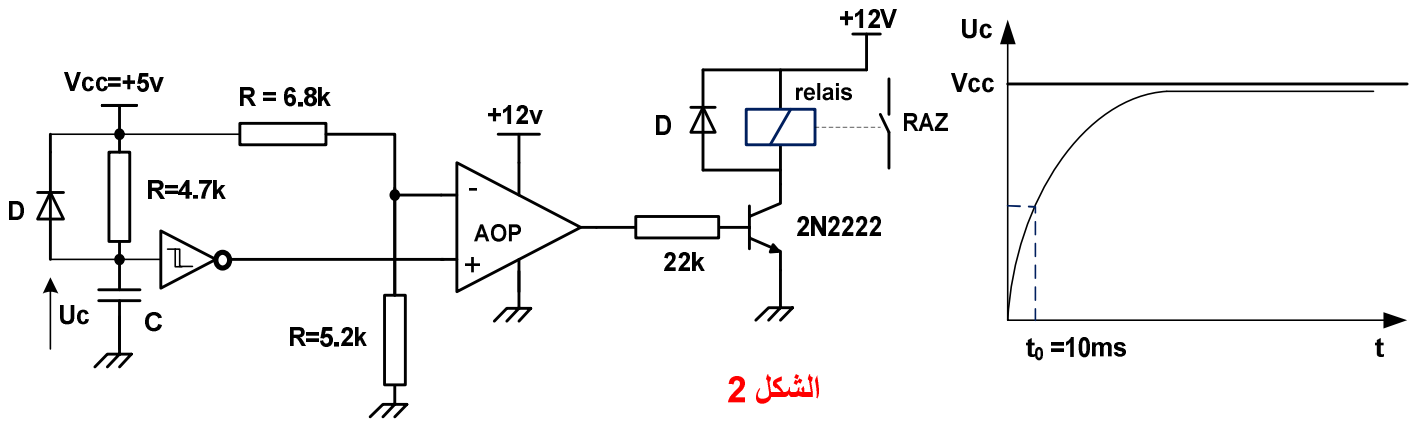 Vcc=+5v
R = 6.8k
R=4.7k
D
Uc
C
R=5.2k
+12v
-
+
AOP
22k
2N2222
+12V
D
relais
RAZ
Uc
Vcc
t₀ =10ms
t
الشكل 2